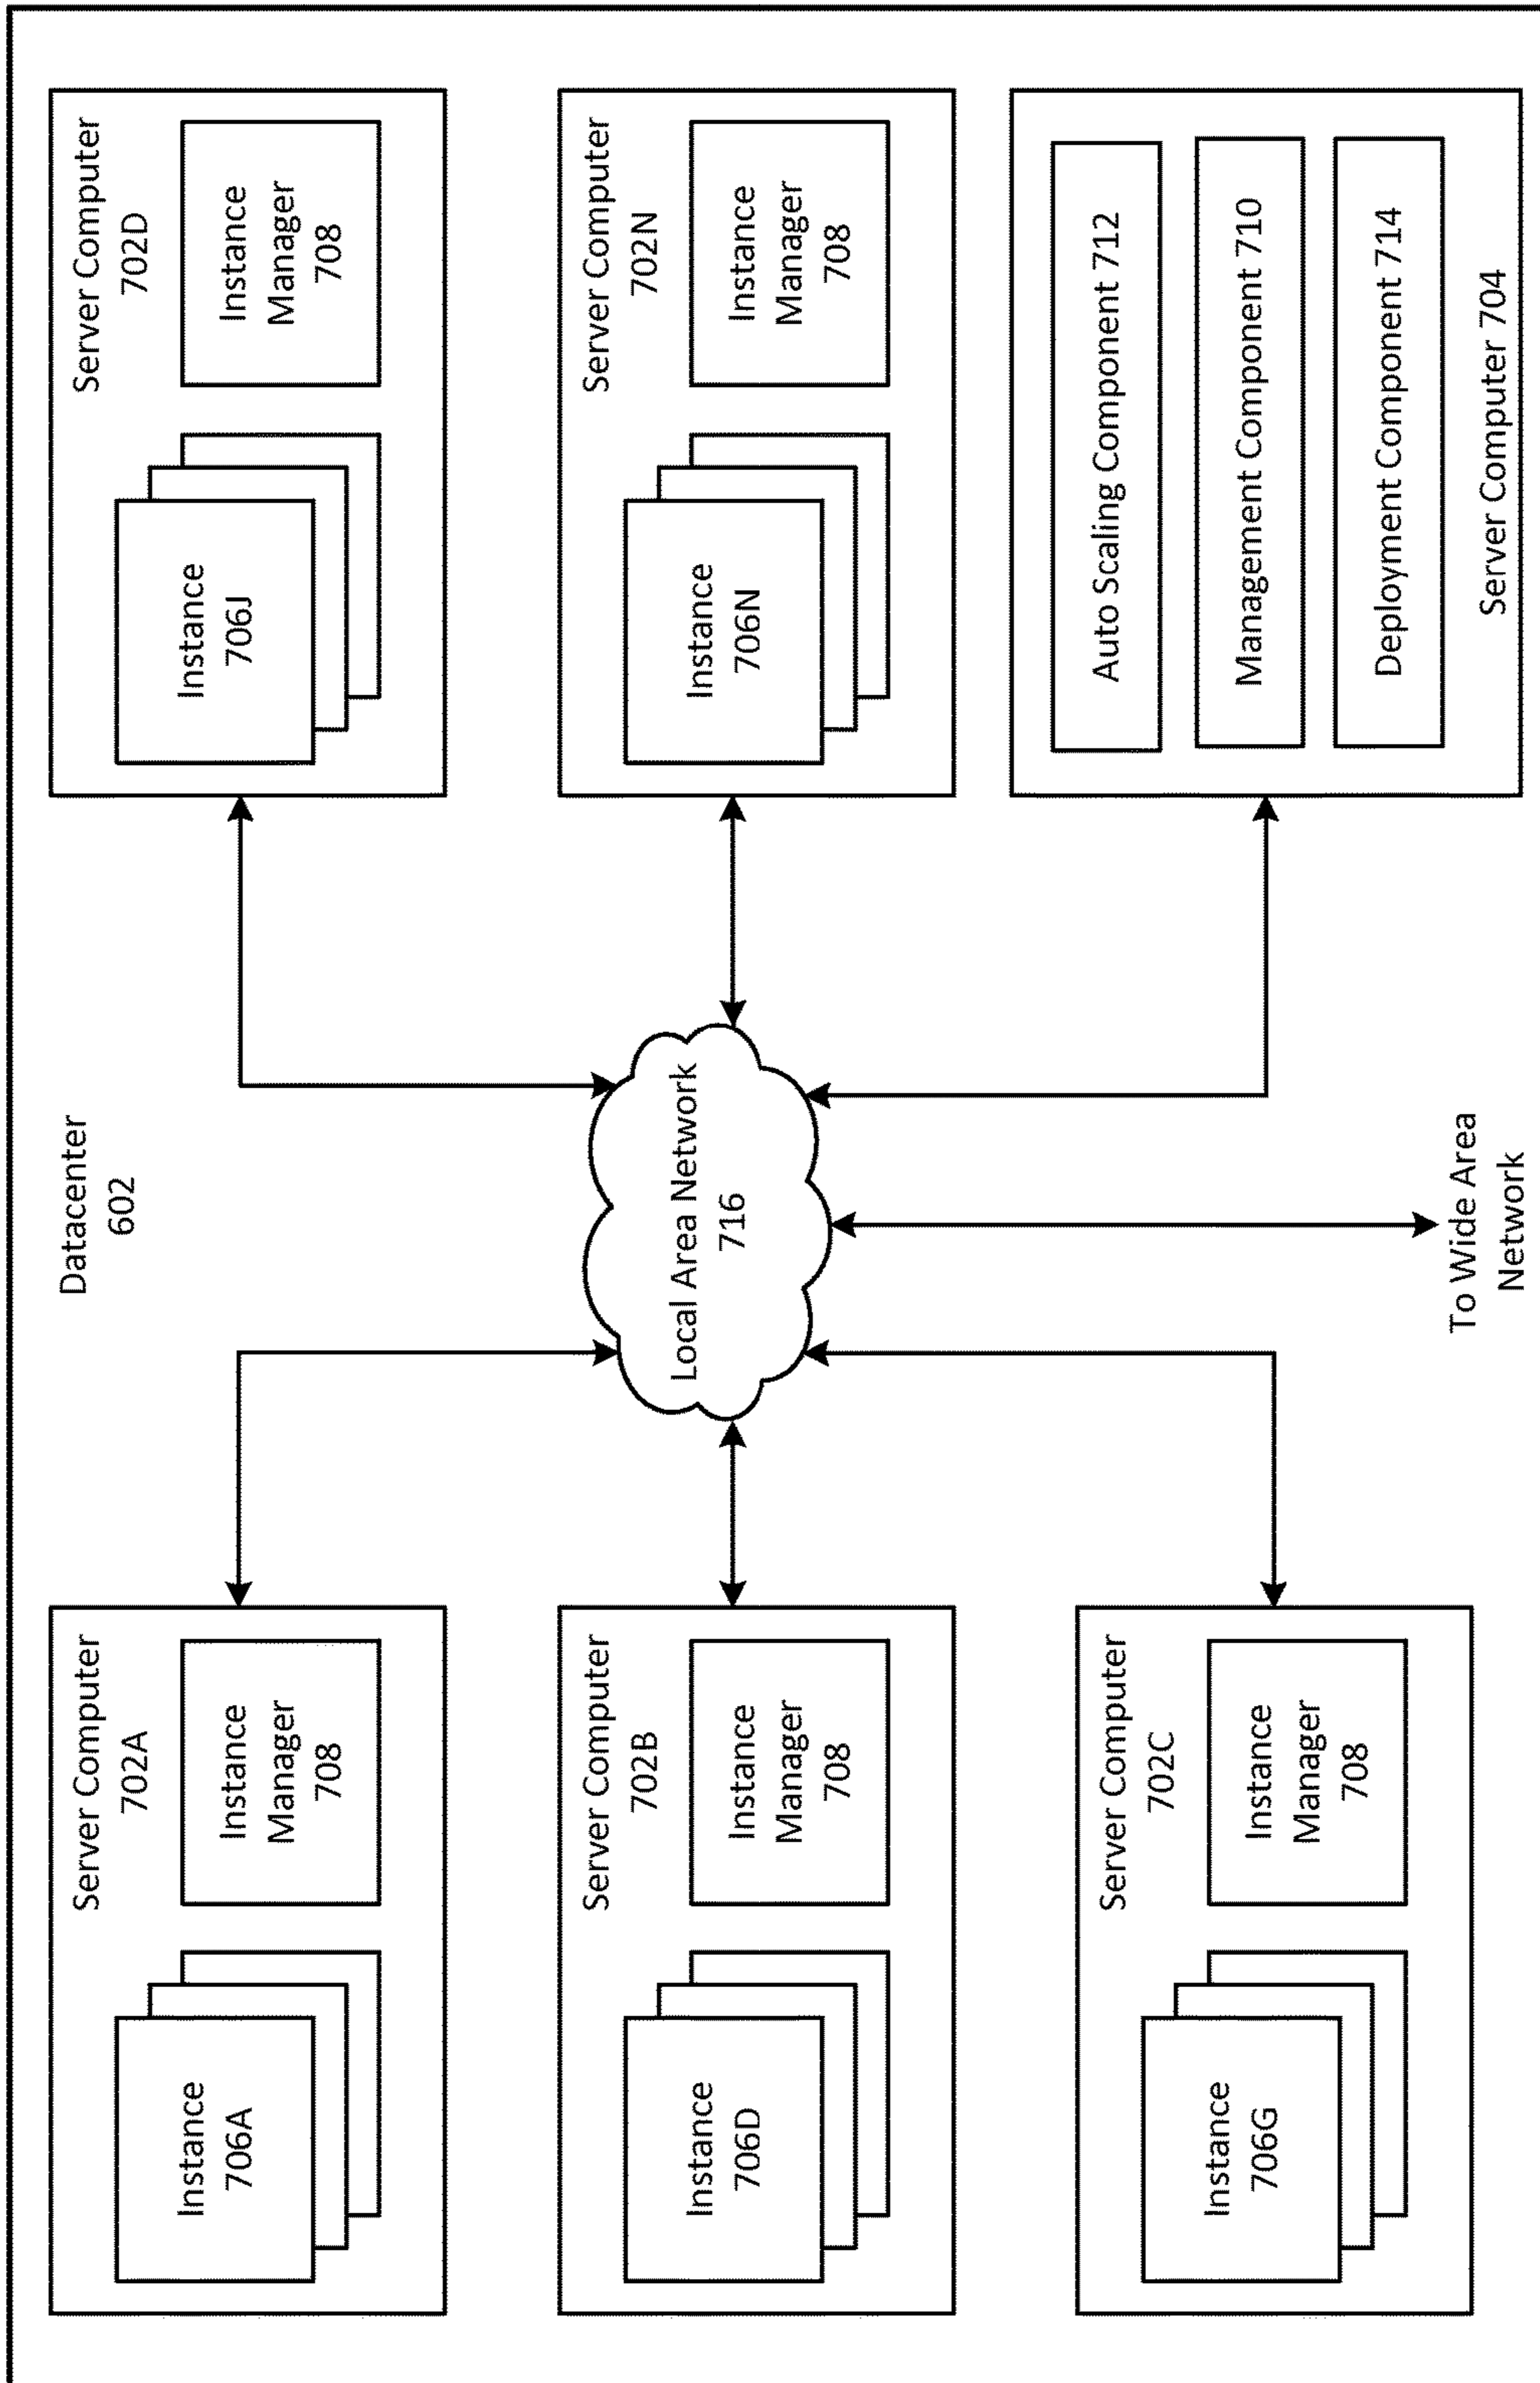 Datacenter
602
Server Computer
702A
Instance
706A
Instance
Manager
708
Server Computer
702B
Instance
706D
Instance
Manager
708
Server Computer
702C
Instance
706G
Instance
Manager
708
Local Area Network
716
To Wide Area
Network
Server Computer
702D
Instance
706J
Instance
Manager
708
Server Computer
702N
Instance
706N
Instance
Manager
708
Auto Scaling Component 712
Management Component 710
Deployment Component 714
Server Computer 704